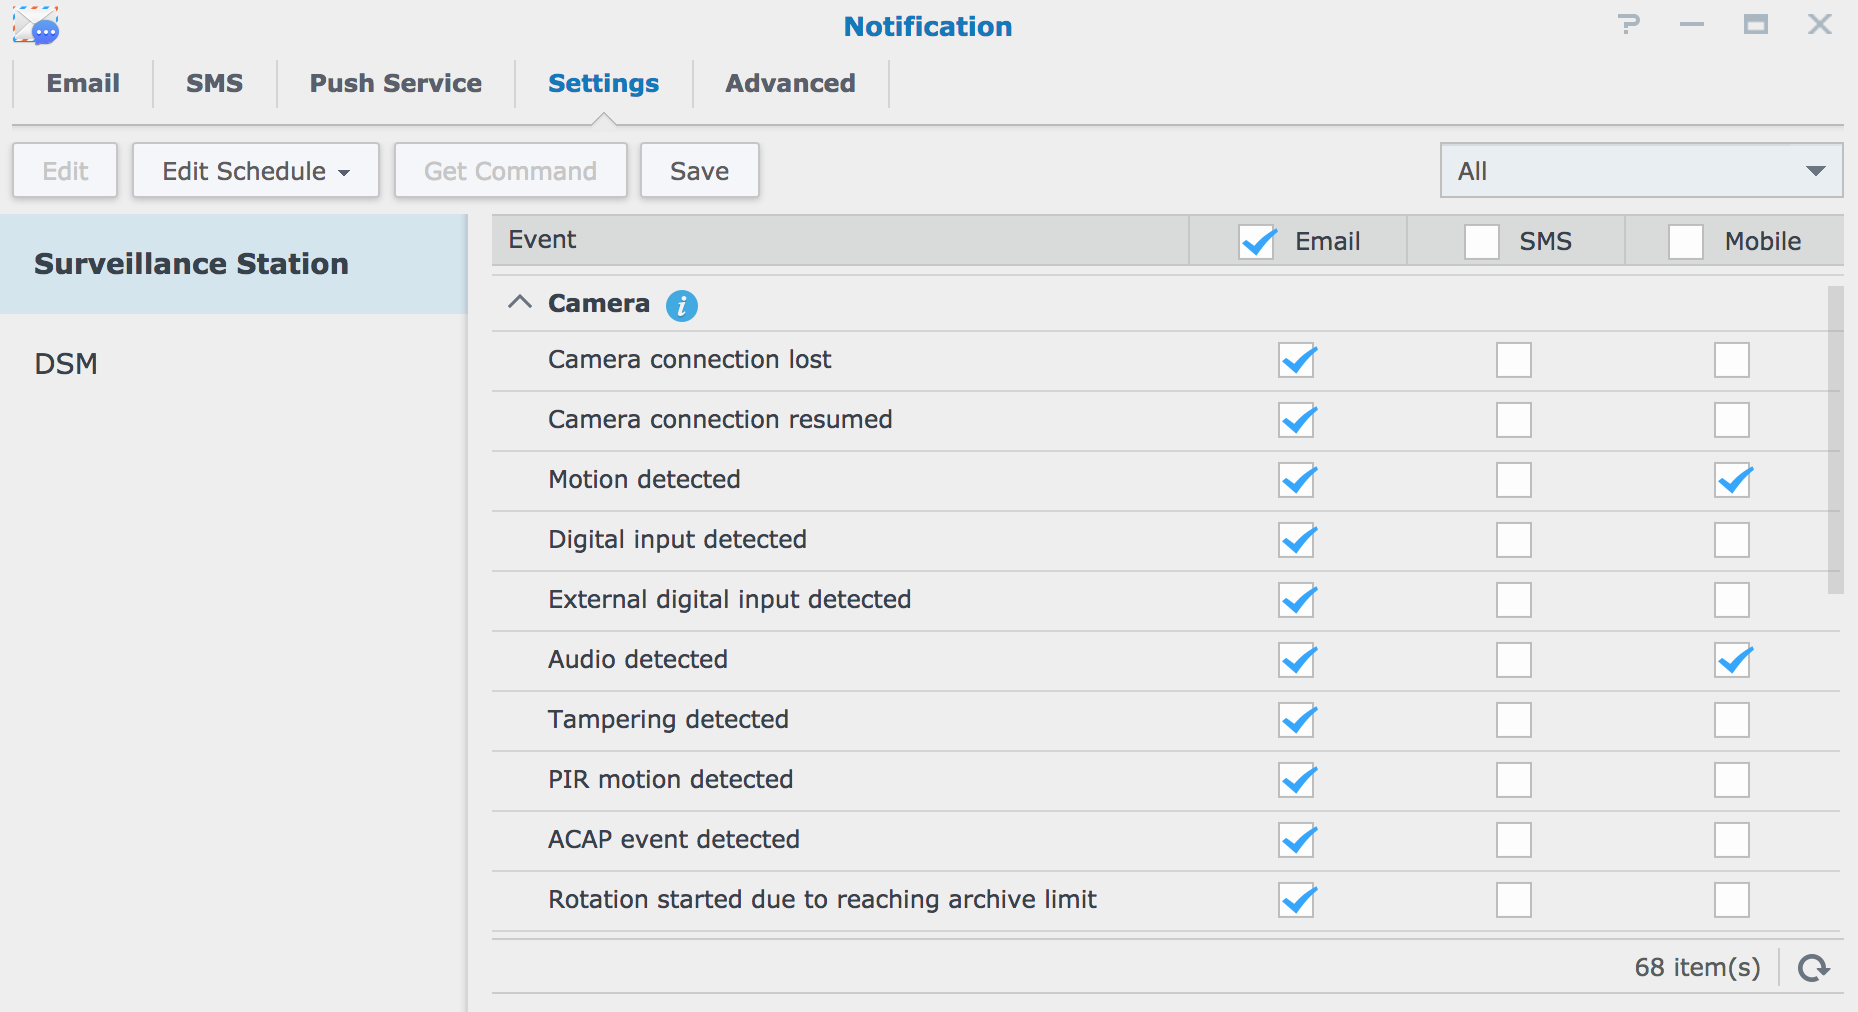 Notification
Email SMS Push Service Settings Advanced
Edit Edit Schedule Get Command Save All
Surveillance Station
DSM
Event Email SMS Mobile
Camera i
Camera connection lost
Camera connection resumed
Motion detected
Digital input detected
External digital input detected
Audio detected
Tampering detected
PIR motion detected
ACAP event detected
Rotation started due to reaching archive limit
68 item(s)